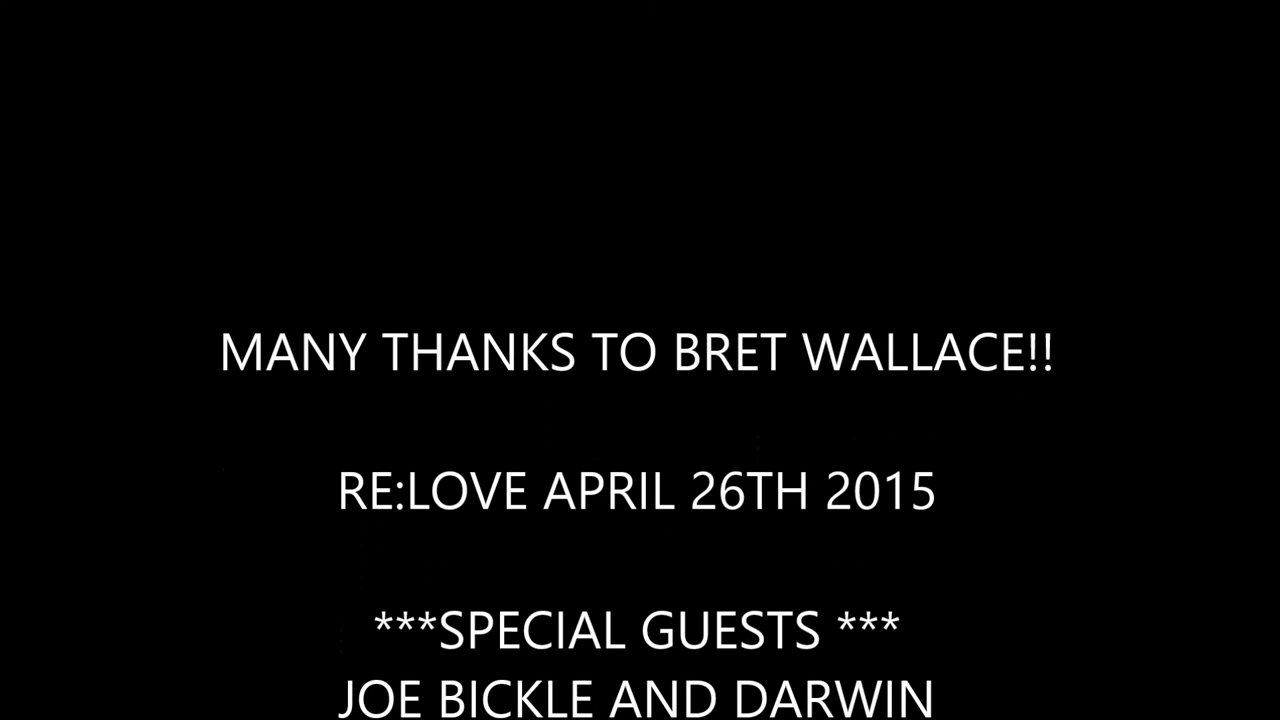 MANY THANKS TO BRET WALLACE!!
RE:LOVE APRIL 26TH 2015
***SPECIAL GUESTS ***
JOE BICKLE AND DARWIN